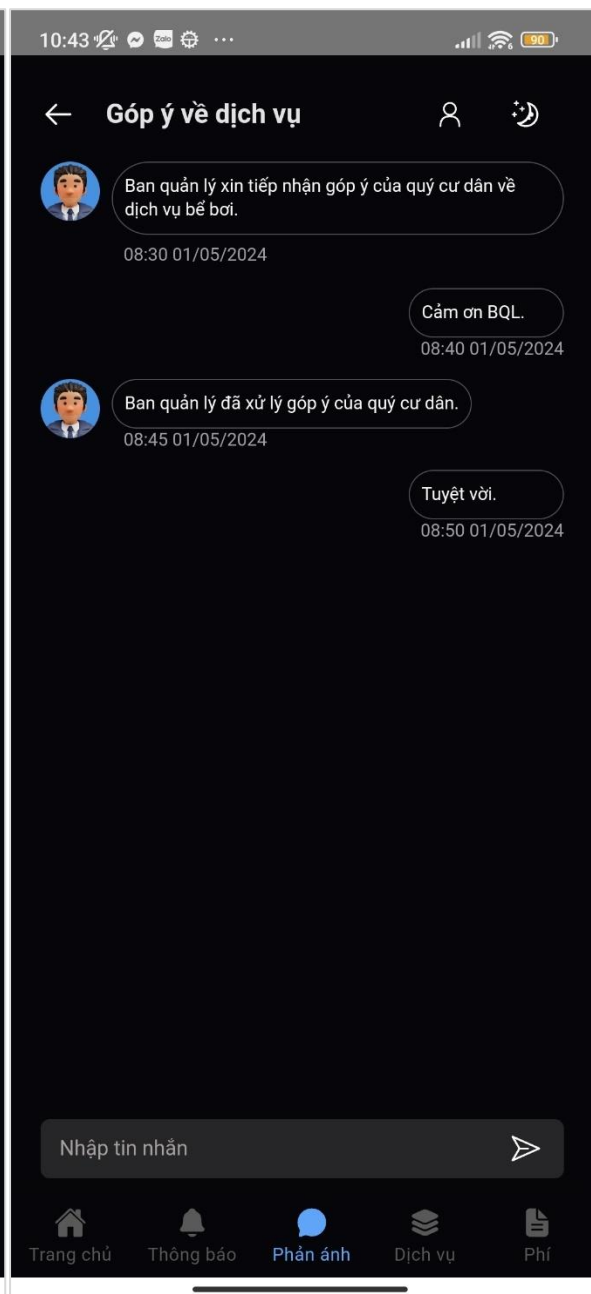 10:43
Zalo
90
Góp ý về dịch vụ
Ban quản lý xin tiếp nhận góp ý của quý cư dân về
dịch vụ bể bơi.
08:30 01/05/2024
Cảm ơn BQL.
08:40 01/05/2024
Ban quản lý đã xử lý góp ý của quý cư dân.
08:45 01/05/2024
Tuyệt vời.
08:50 01/05/2024
Nhập tin nhắn
Trang chủ Thông báo Phản ánh Dịch vụ Phí